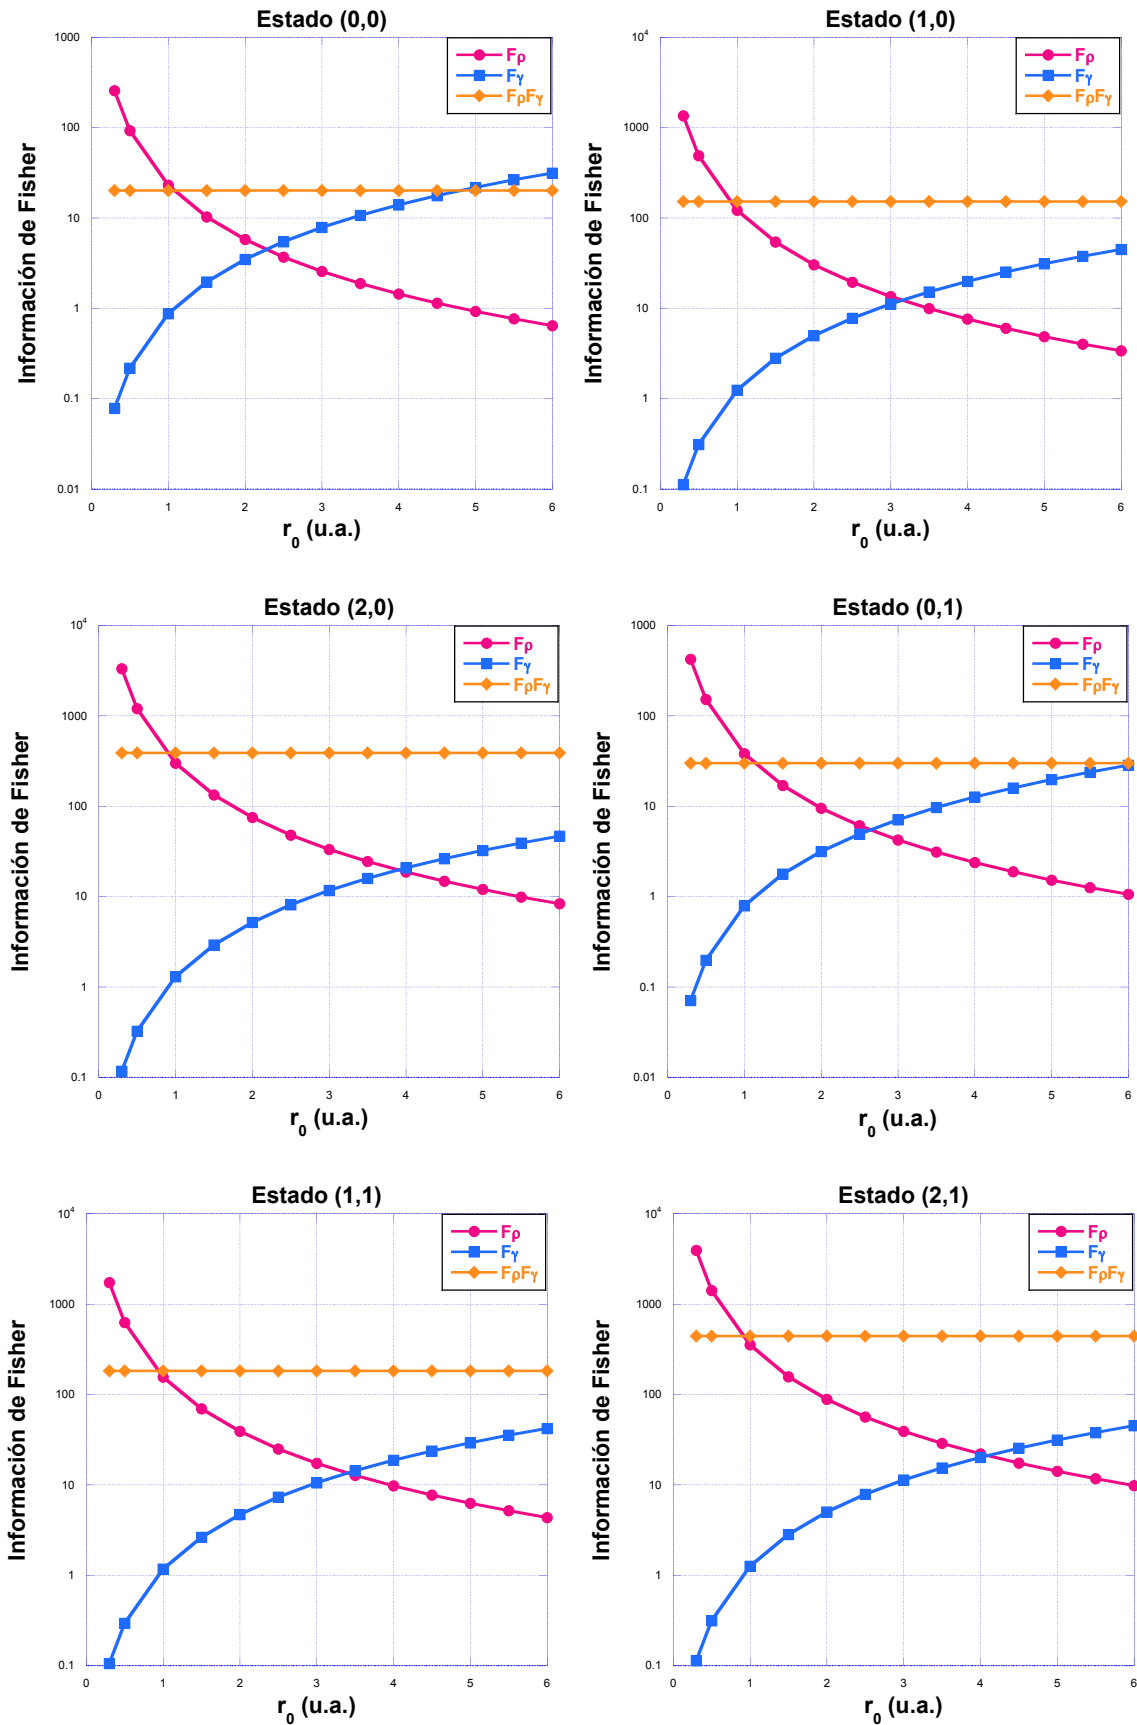 Estado (0,0)
Información de Fisher
1000
100
10
1
0.1
0.01
Fρ
Fγ
FρFγ
0 1 2 3 4 5 6
r0 (u.a.)
Estado (1,0)
Información de Fisher
10^4
1000
100
10
1
0.1
Fρ
Fγ
FρFγ
0 1 2 3 4 5 6
r0 (u.a.)
Estado (2,0)
Información de Fisher
10^4
1000
100
10
1
0.1
Fρ
Fγ
FρFγ
0 1 2 3 4 5 6
r0 (u.a.)
Estado (0,1)
Información de Fisher
1000
100
10
1
0.1
0.01
Fρ
Fγ
FρFγ
0 1 2 3 4 5 6
r0 (u.a.)
Estado (1,1)
Información de Fisher
10^4
1000
100
10
1
0.1
Fρ
Fγ
FρFγ
0 1 2 3 4 5 6
r0 (u.a.)
Estado (2,1)
Información de Fisher
10^4
1000
100
10
1
0.1
Fρ
Fγ
FρFγ
0 1 2 3 4 5 6
r0 (u.a.)